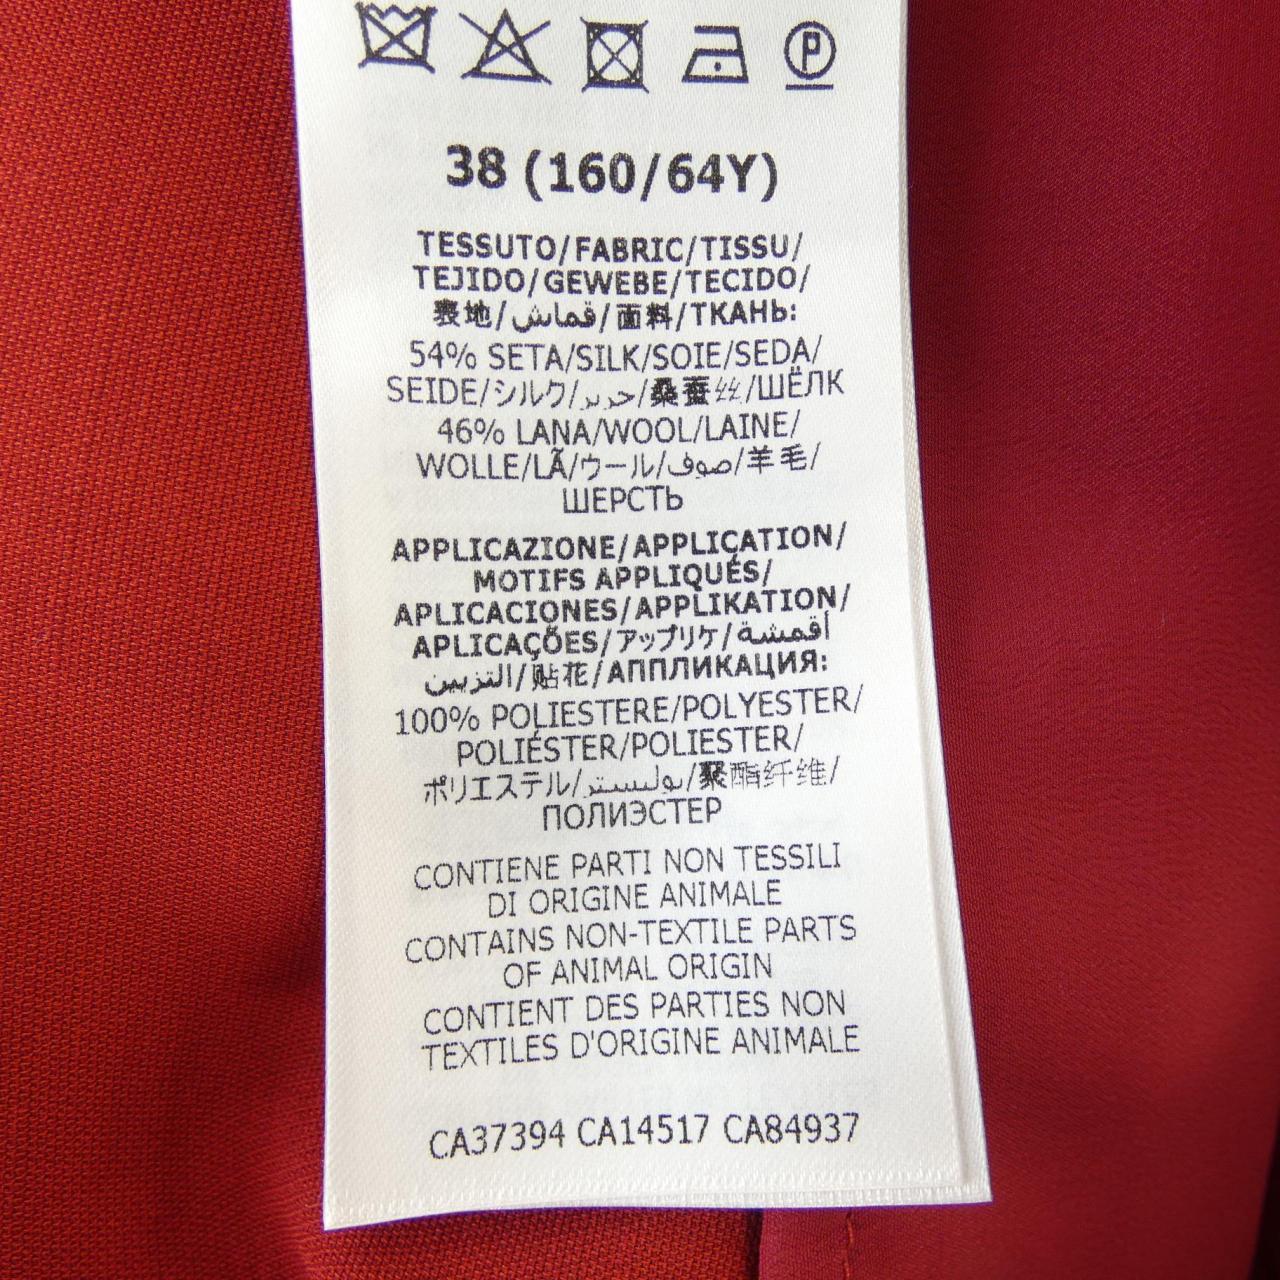 P
38 (160/64Y)
TESSUTO/FABRIC/TISSU/
TEJIDO/GEWEBE/TECIDO/
表地/قماش/面料/ТКАНЬ:
54% SETA/SILK/SOIE/SEDA/
SEIDE/シルク/حرير/桑蚕丝/ШЁЛК
46% LANA/WOOL/LAINE/
WOLLE/LÃ/ウール/صوف/羊毛/
ШЕРСТЬ
APPLICAZIONE/APPLICATION/
MOTIFS APPLIQUÉS/
APLICACIONES/APPLIKATION/
APLICAÇÕES/アップリケ/أقمشة
التزيين/贴花/АППЛИКАЦИЯ:
100% POLIESTERE/POLYESTER/
POLIÉSTER/POLIESTER/
ポリエステル/بوليستر/聚酯纤维/
ПОЛИЭСТЕР
CONTIENE PARTI NON TESSILI
DI ORIGINE ANIMALE
CONTAINS NON-TEXTILE PARTS
OF ANIMAL ORIGIN
CONTIENT DES PARTIES NON
TEXTILES D'ORIGINE ANIMALE
CA37394 CA14517 CA84937